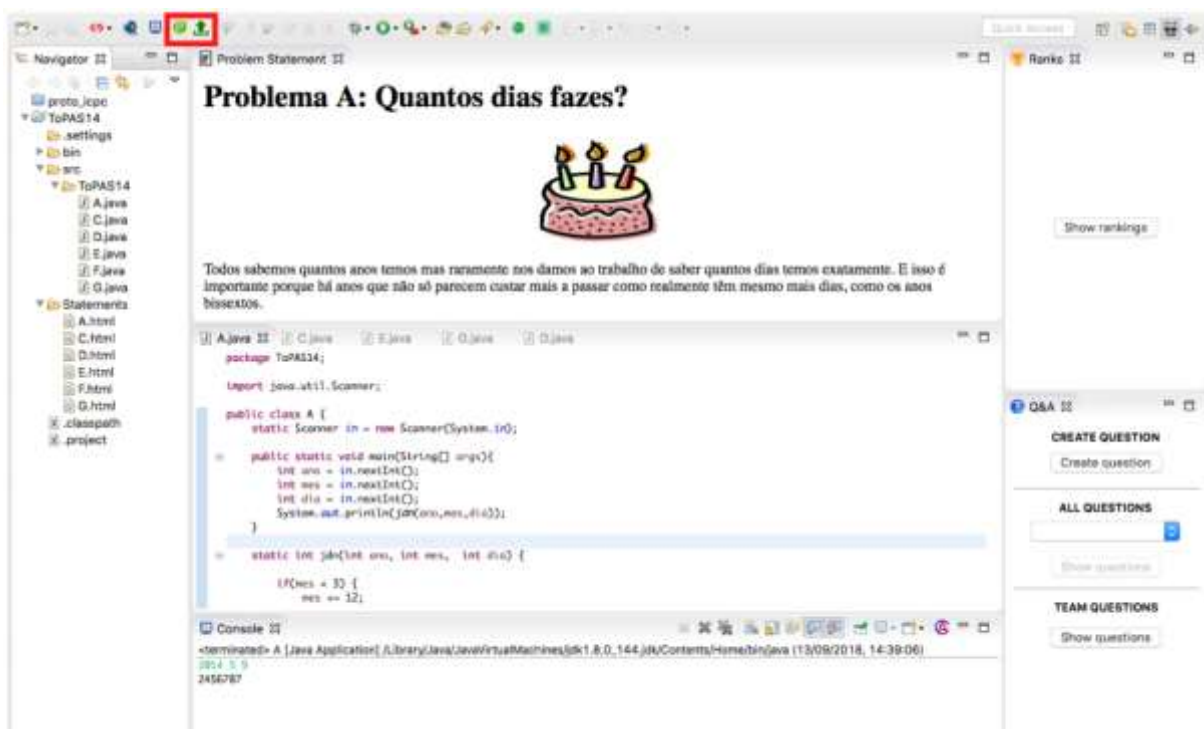 Quick Access
Navigator
proto_icpc
ToPAS14
.settings
bin
src
ToPAS14
A.java
C.java
D.java
E.java
F.java
G.java
Statements
A.html
C.html
D.html
E.html
F.html
G.html
.classpath
.project
Problem Statement
Problema A: Quantos dias fazes?
Todos sabemos quantos anos temos mas raramente nos damos ao trabalho de saber quantos dias temos exatamente. E isso é
importante porque há anos que não só parecem custar mais a passar como realmente têm mesmo mais dias, como os anos
bissextos.
A.java C.java E.java G.java D.java
package ToPAS14;
import java.util.Scanner;
public class A {
static Scanner in = new Scanner(System.in);
public static void main(String[] args){
int ano = in.nextInt();
int mes = in.nextInt();
int dia = in.nextInt();
System.out.println(jdn(ano,mes,dia));
}
static int jdn(int ano, int mes, int dia) {
if(mes < 3) {
mes += 12;
Console
<terminated> A [Java Application] /Library/Java/JavaVirtualMachines/jdk1.8.0_144.jdk/Contents/Home/bin/java (13/09/2018, 14:39:06)
2014 5 9
2456787
Ranks
Show rankings
Q&A
CREATE QUESTION
Create question
ALL QUESTIONS
Show questions
TEAM QUESTIONS
Show questions